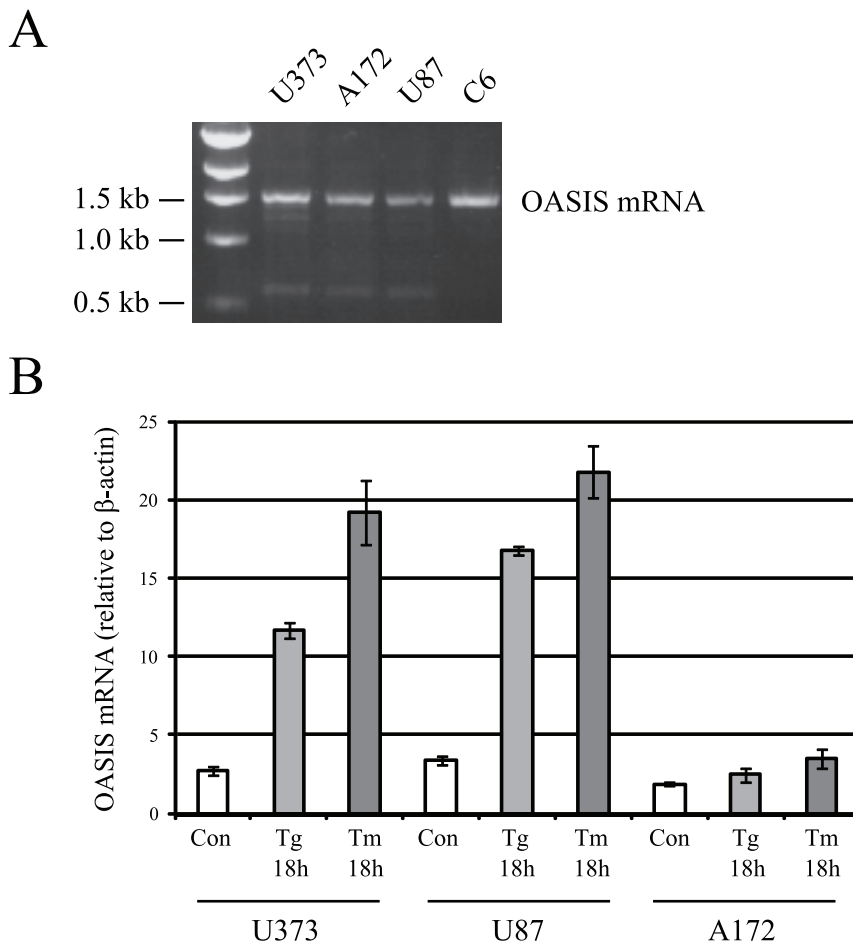 A
U373 A172 U87 C6
1.5 kb
OASIS mRNA
1.0 kb
0.5 kb
B
OASIS mRNA (relative to β-actin)
25
20
15
10
5
0
Con Tg Tm Con Tg Tm Con Tg Tm
18h 18h 18h 18h 18h 18h
U373 U87 A172